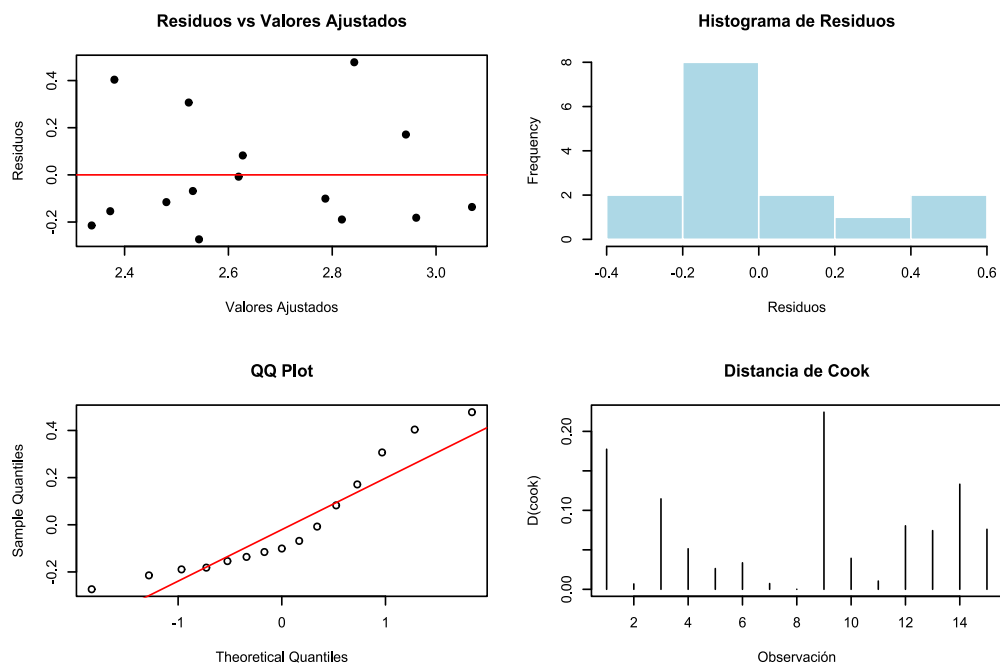 Residuos vs Valores Ajustados
Residuos
-0.2 0.0 0.2 0.4
2.4 2.6 2.8 3.0
Valores Ajustados
Histograma de Residuos
Frequency
0 2 4 6 8
-0.4 -0.2 0.0 0.2 0.4 0.6
Residuos
QQ Plot
Sample Quantiles
-0.2 0.0 0.2 0.4
-1 0 1
Theoretical Quantiles
Distancia de Cook
D(cook)
0.00 0.10 0.20
2 4 6 8 10 12 14
Observación